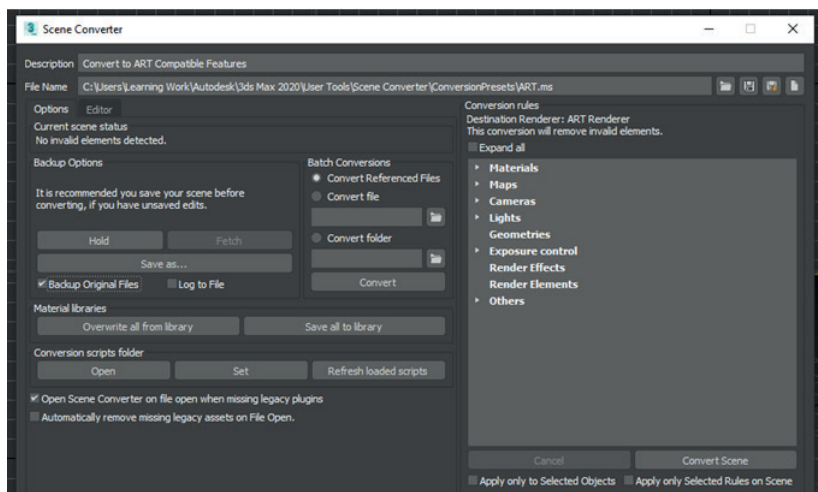 Scene Converter
Description Convert to ART Compatible Features
File Name C:\Users\Learning Work\Autodesk\3ds Max 2020\User Tools\Scene Converter\ConversionPresets\ART.ms
Options Editor
Current scene status
No invalid elements detected.
Backup Options
It is recommended you save your scene before
converting, if you have unsaved edits.
Hold Fetch
Save as...
Backup Original Files Log to File
Batch Conversions
Convert Referenced Files
Convert file
Convert folder
Convert
Material libraries
Overwrite all from library Save all to library
Conversion scripts folder
Open Set Refresh loaded scripts
Open Scene Converter on file open when missing legacy plugins
Automatically remove missing legacy assets on File Open.
Conversion rules
Destination Renderer: ART Renderer
This conversion will remove invalid elements.
Expand all
Materials
Maps
Cameras
Lights
Geometries
Exposure control
Render Effects
Render Elements
Others
Cancel Convert Scene
Apply only to Selected Objects Apply only Selected Rules on Scene